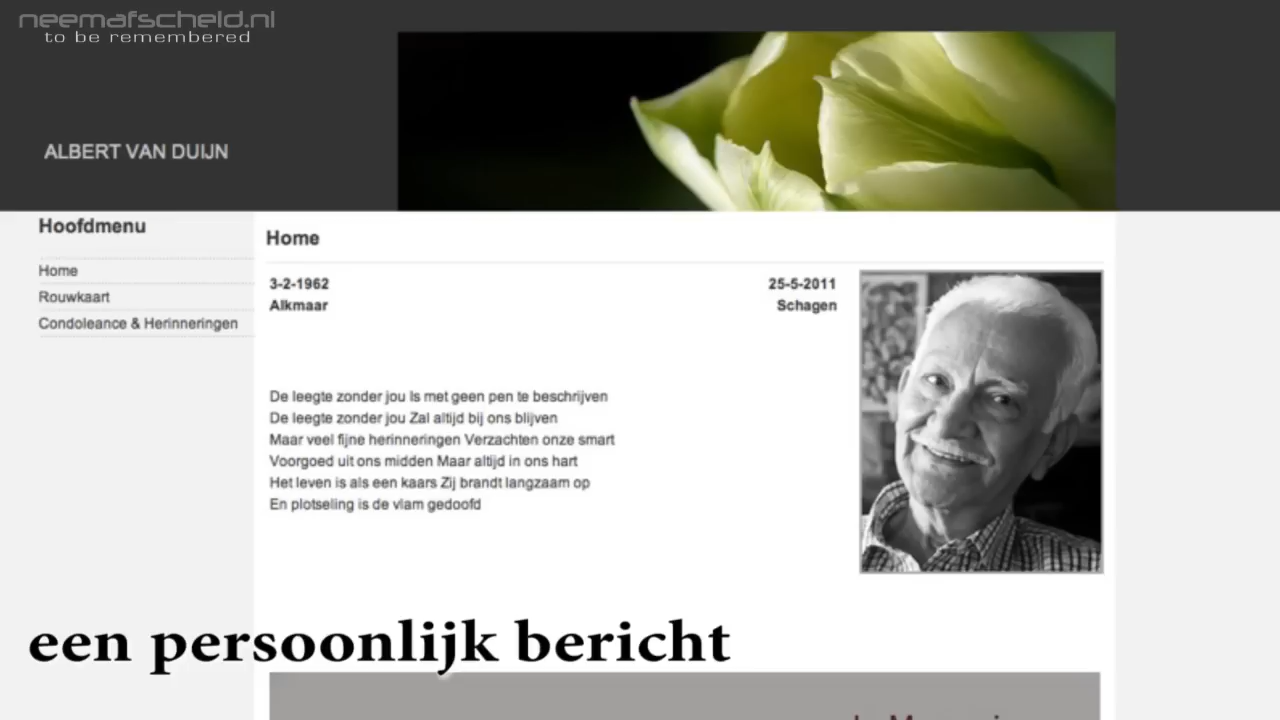 neemafscheid.nl
to be remembered
ALBERT VAN DUIJN
Hoofdmenu
Home
Rouwkaart
Condoleance & Herinneringen
Home
3-2-1962
25-5-2011
Alkmaar
Schagen
De leegte zonder jou Is met geen pen te beschrijven
De leegte zonder jou Zal altijd bij ons blijven
Maar veel fijne herinneringen Verzachten onze smart
Voorgoed uit ons midden Maar altijd in ons hart
Het leven is als een kaars Zij brandt langzaam op
En plotseling is de vlam gedoofd
een persoonlijk bericht